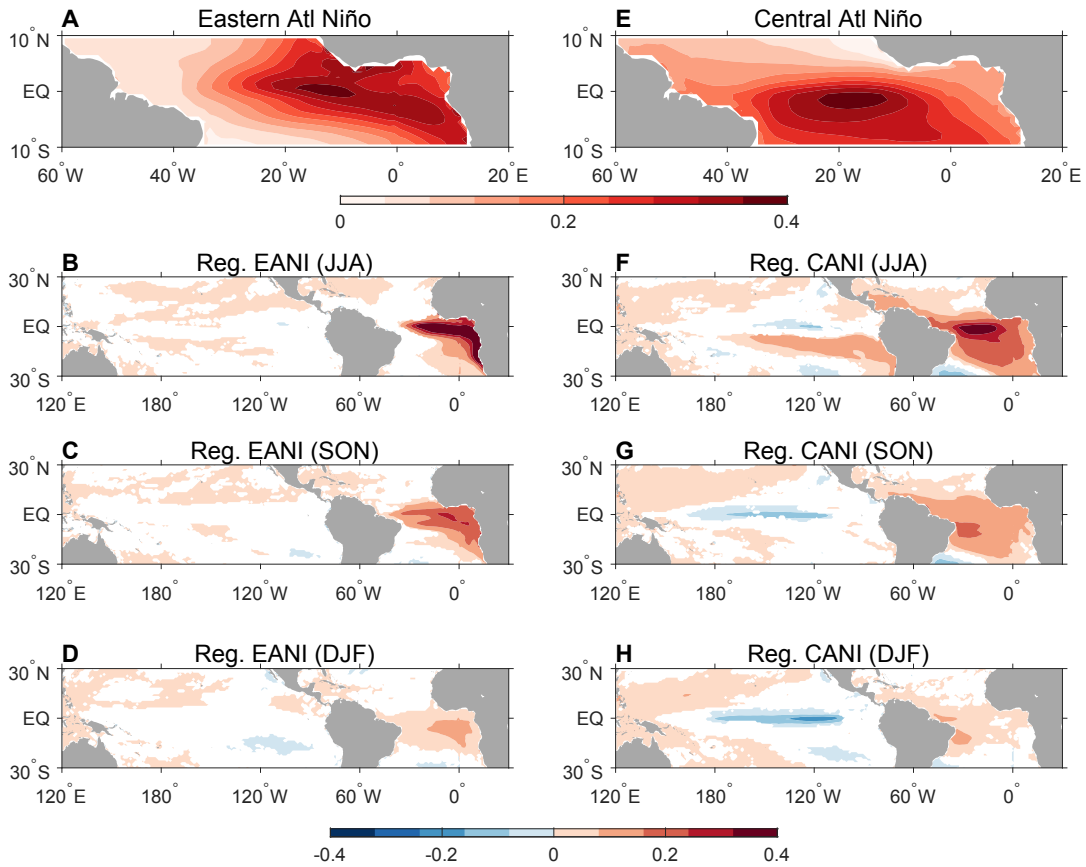 A Eastern Atl Niño
10°N
EQ
10°S
60°W 40°W 20°W 0° 20°E
E Central Atl Niño
10°N
EQ
10°S
60°W 40°W 20°W 0° 20°E
0 0.2 0.4
B Reg. EANI (JJA)
30°N
EQ
30°S
120°E 180° 120°W 60°W 0°
F Reg. CANI (JJA)
30°N
EQ
30°S
120°E 180° 120°W 60°W 0°
C Reg. EANI (SON)
30°N
EQ
30°S
120°E 180° 120°W 60°W 0°
G Reg. CANI (SON)
30°N
EQ
30°S
120°E 180° 120°W 60°W 0°
D Reg. EANI (DJF)
30°N
EQ
30°S
120°E 180° 120°W 60°W 0°
H Reg. CANI (DJF)
30°N
EQ
30°S
120°E 180° 120°W 60°W 0°
-0.4 -0.2 0 0.2 0.4